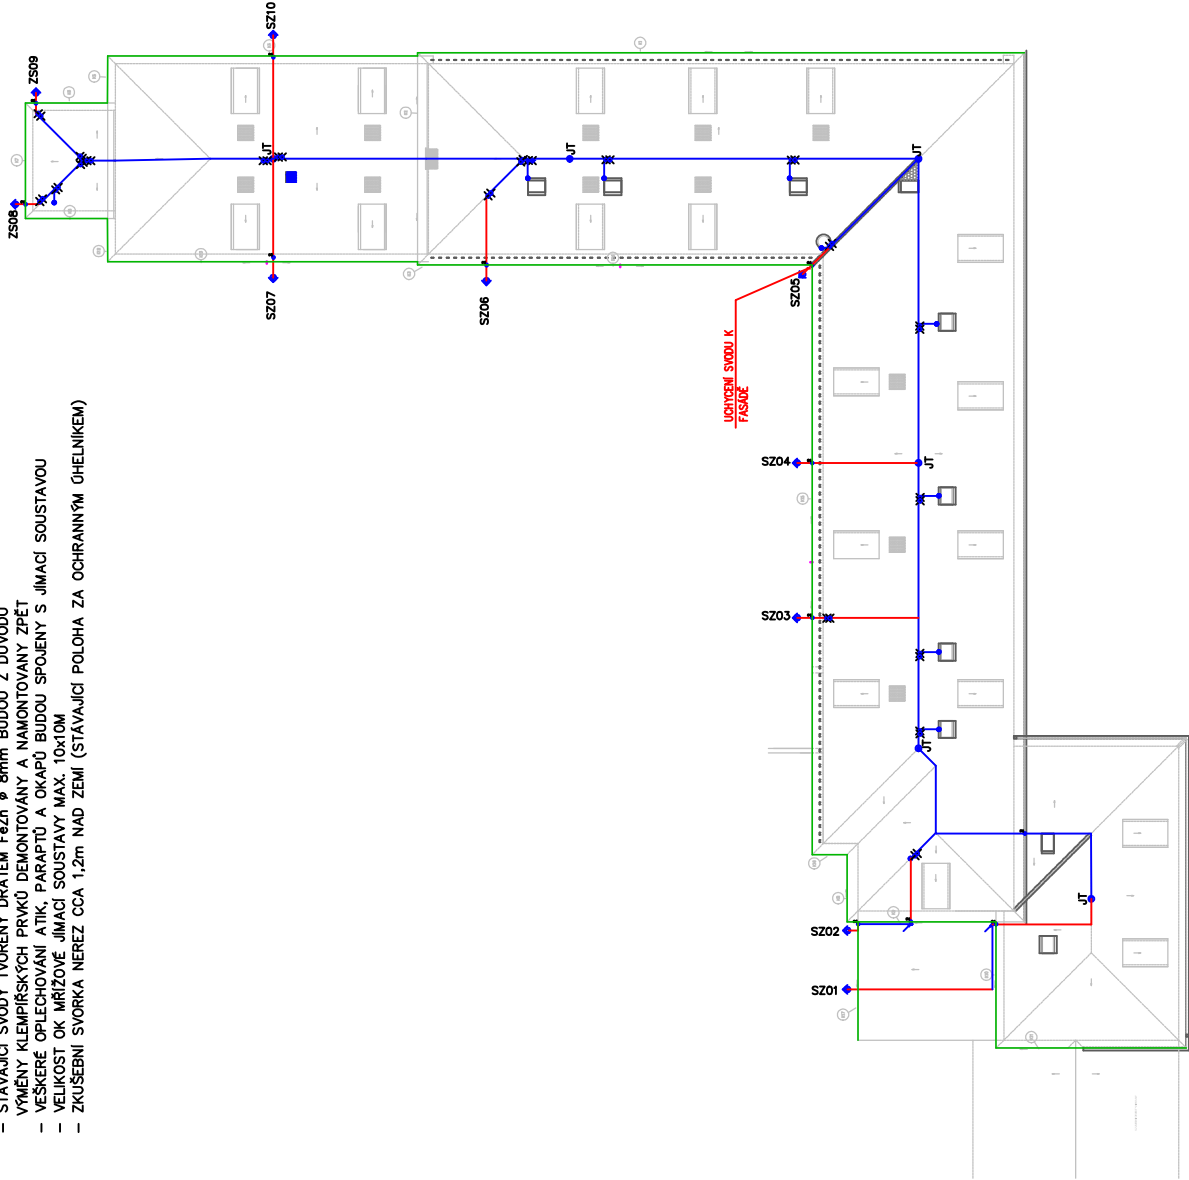 – STÁVAJÍCÍ SVODY TVOŘENY DRÁTEM FeZn ø 8mm BUDOU Z DŮVODU
VÝMĚNY KLEMPÍŘSKÝCH PRVKŮ DEMONTOVÁNY A NAMONTOVÁNY ZPĚT
– VEŠKERÉ OPLECHOVÁNÍ ATIK, PARAPTŮ A OKAPŮ BUDOU SPOJENY S JÍMACÍ SOUSTAVOU
– VELIKOST OK MŘÍŽOVÉ JÍMACÍ SOUSTAVY MAX. 10x10M
– ZKUŠEBNÍ SVORKA NEREZ CCA 1,2m NAD ZEMÍ (STÁVAJÍCÍ POLOHA ZA OCHRANNÝM ÚHELNÍKEM)
ZS08
ZS09
SZ10
SZ07
JT
SZ06
JT
SZ05
JT
UCHYCENÍ SVODU K
FASÁDĚ
SZ04
JT
SZ03
JT
SZ02
JT
SZ01